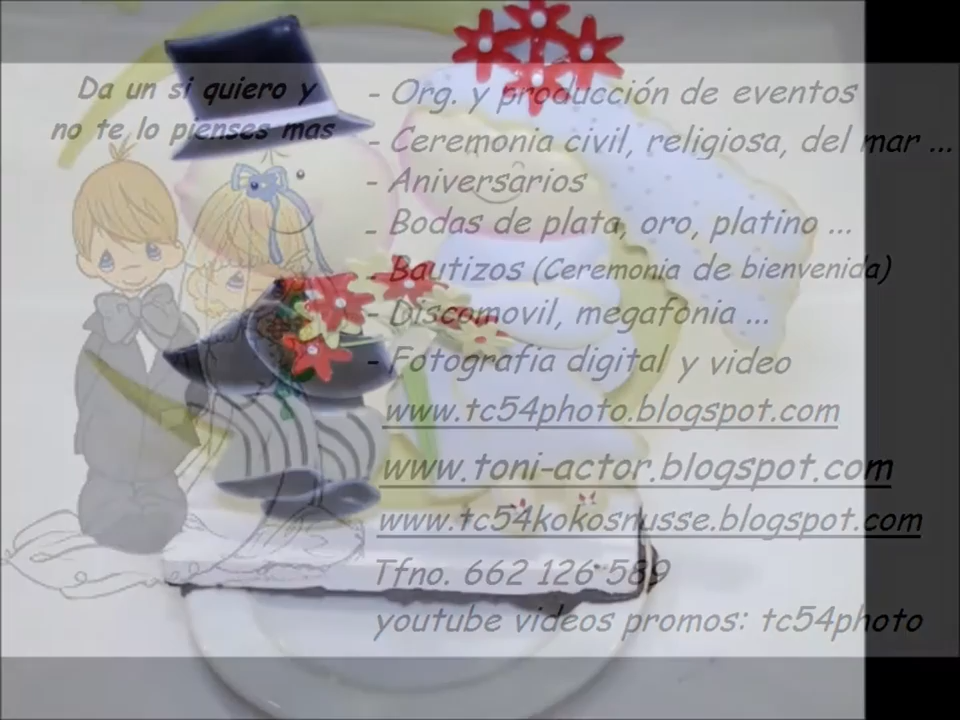 Da un si quiero y
no te lo pienses mas
- Org. y producción de eventos
- Ceremonia civil, religiosa, del mar ...
- Aniversarios
- Bodas de plata, oro, platino ...
- Bautizos (Ceremonia de bienvenida)
- Discomovil, megafonia ...
- Fotografia digital y video
www.tc54photo.blogspot.com
www.toni-actor.blogspot.com
www.tc54kokosnusse.blogspot.com
Tfno. 662 126 589
youtube videos promos: tc54photo